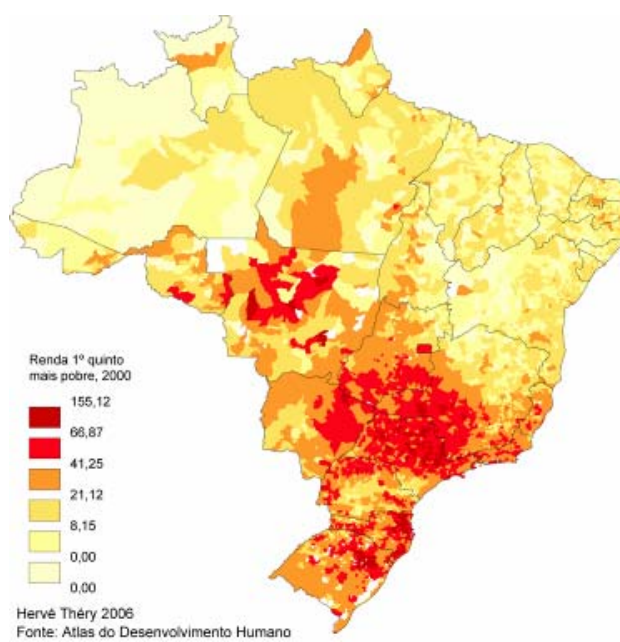 Renda 1º quinto
mais pobre, 2000
155,12
66,87
41,25
21,12
8,15
0,00
0,00
Hervê Théry 2006
Fonte: Atlas do Desenvolvimento Humano